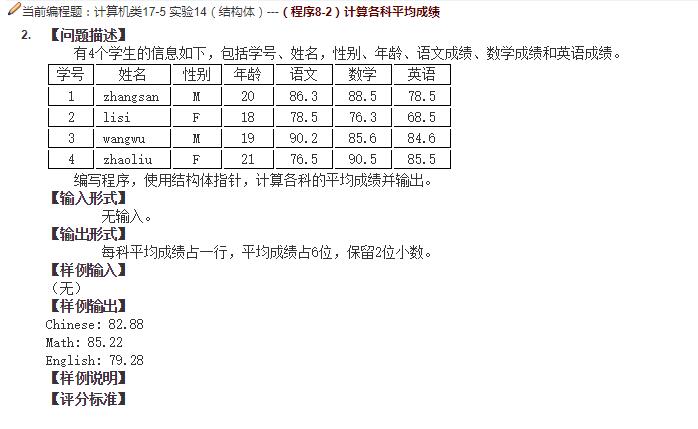 当前编程题：计算机类17-5 实验14（结构体）---（程序8-2）计算各科平均成绩
2. 【问题描述】
有4个学生的信息如下，包括学号、姓名，性别、年龄、语文成绩、数学成绩和英语成绩。
学号 姓名 性别 年龄 语文 数学 英语
1 zhangsan M 20 86.3 88.5 78.5
2 lisi F 18 78.5 76.3 68.5
3 wangwu M 19 90.2 85.6 84.6
4 zhaoliu F 21 76.5 90.5 85.5
编写程序，使用结构体指针，计算各科的平均成绩并输出。
【输入形式】
无输入。
【输出形式】
每科平均成绩占一行，平均成绩占6位，保留2位小数。
【样例输入】
（无）
【样例输出】
Chinese: 82.88
Math: 85.22
English: 79.28
【样例说明】
【评分标准】